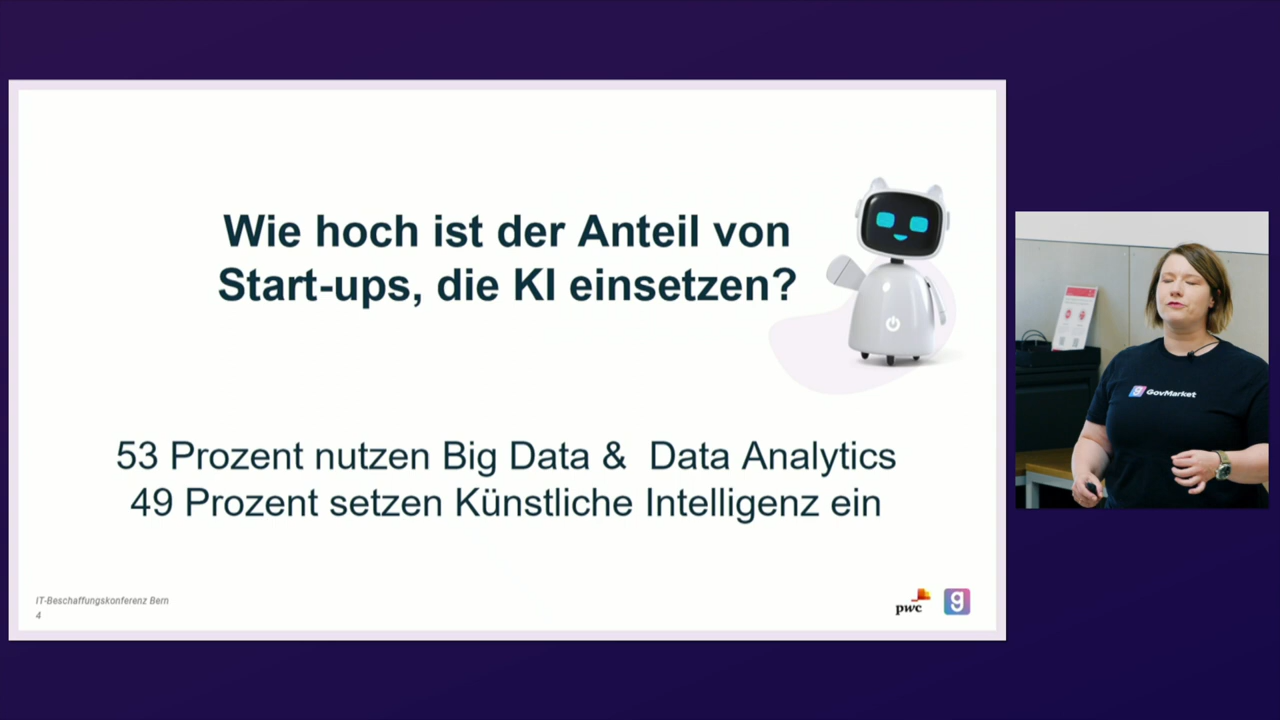 Wie hoch ist der Anteil von
Start-ups, die KI einsetzen?
53 Prozent nutzen Big Data & Data Analytics
49 Prozent setzen Künstliche Intelligenz ein
IT-Beschaffungskonferenz Bern
4
pwc
g
g GovMarket